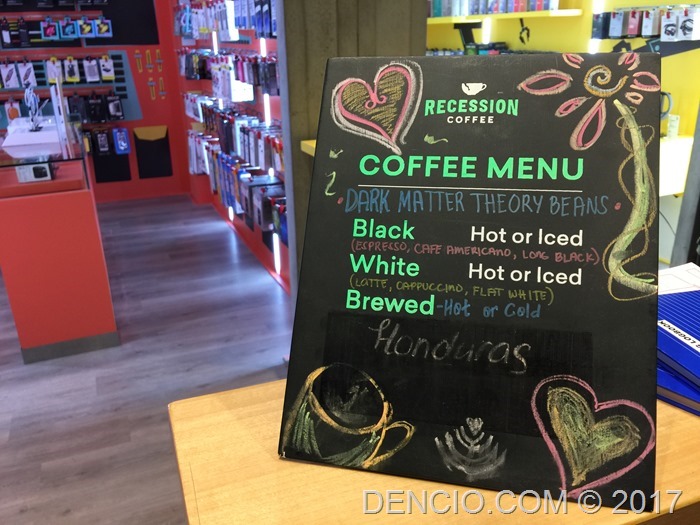 RECESSION
COFFEE
COFFEE MENU
DARK MATTER THEORY BEANS
Black Hot or Iced
(ESPRESSO, CAFE AMERICANO, LONG BLACK)
White Hot or Iced
(LATTE, CAPPUCCINO, FLAT WHITE)
Brewed - Hot or Cold
Honduras
DENCIO.COM © 2017